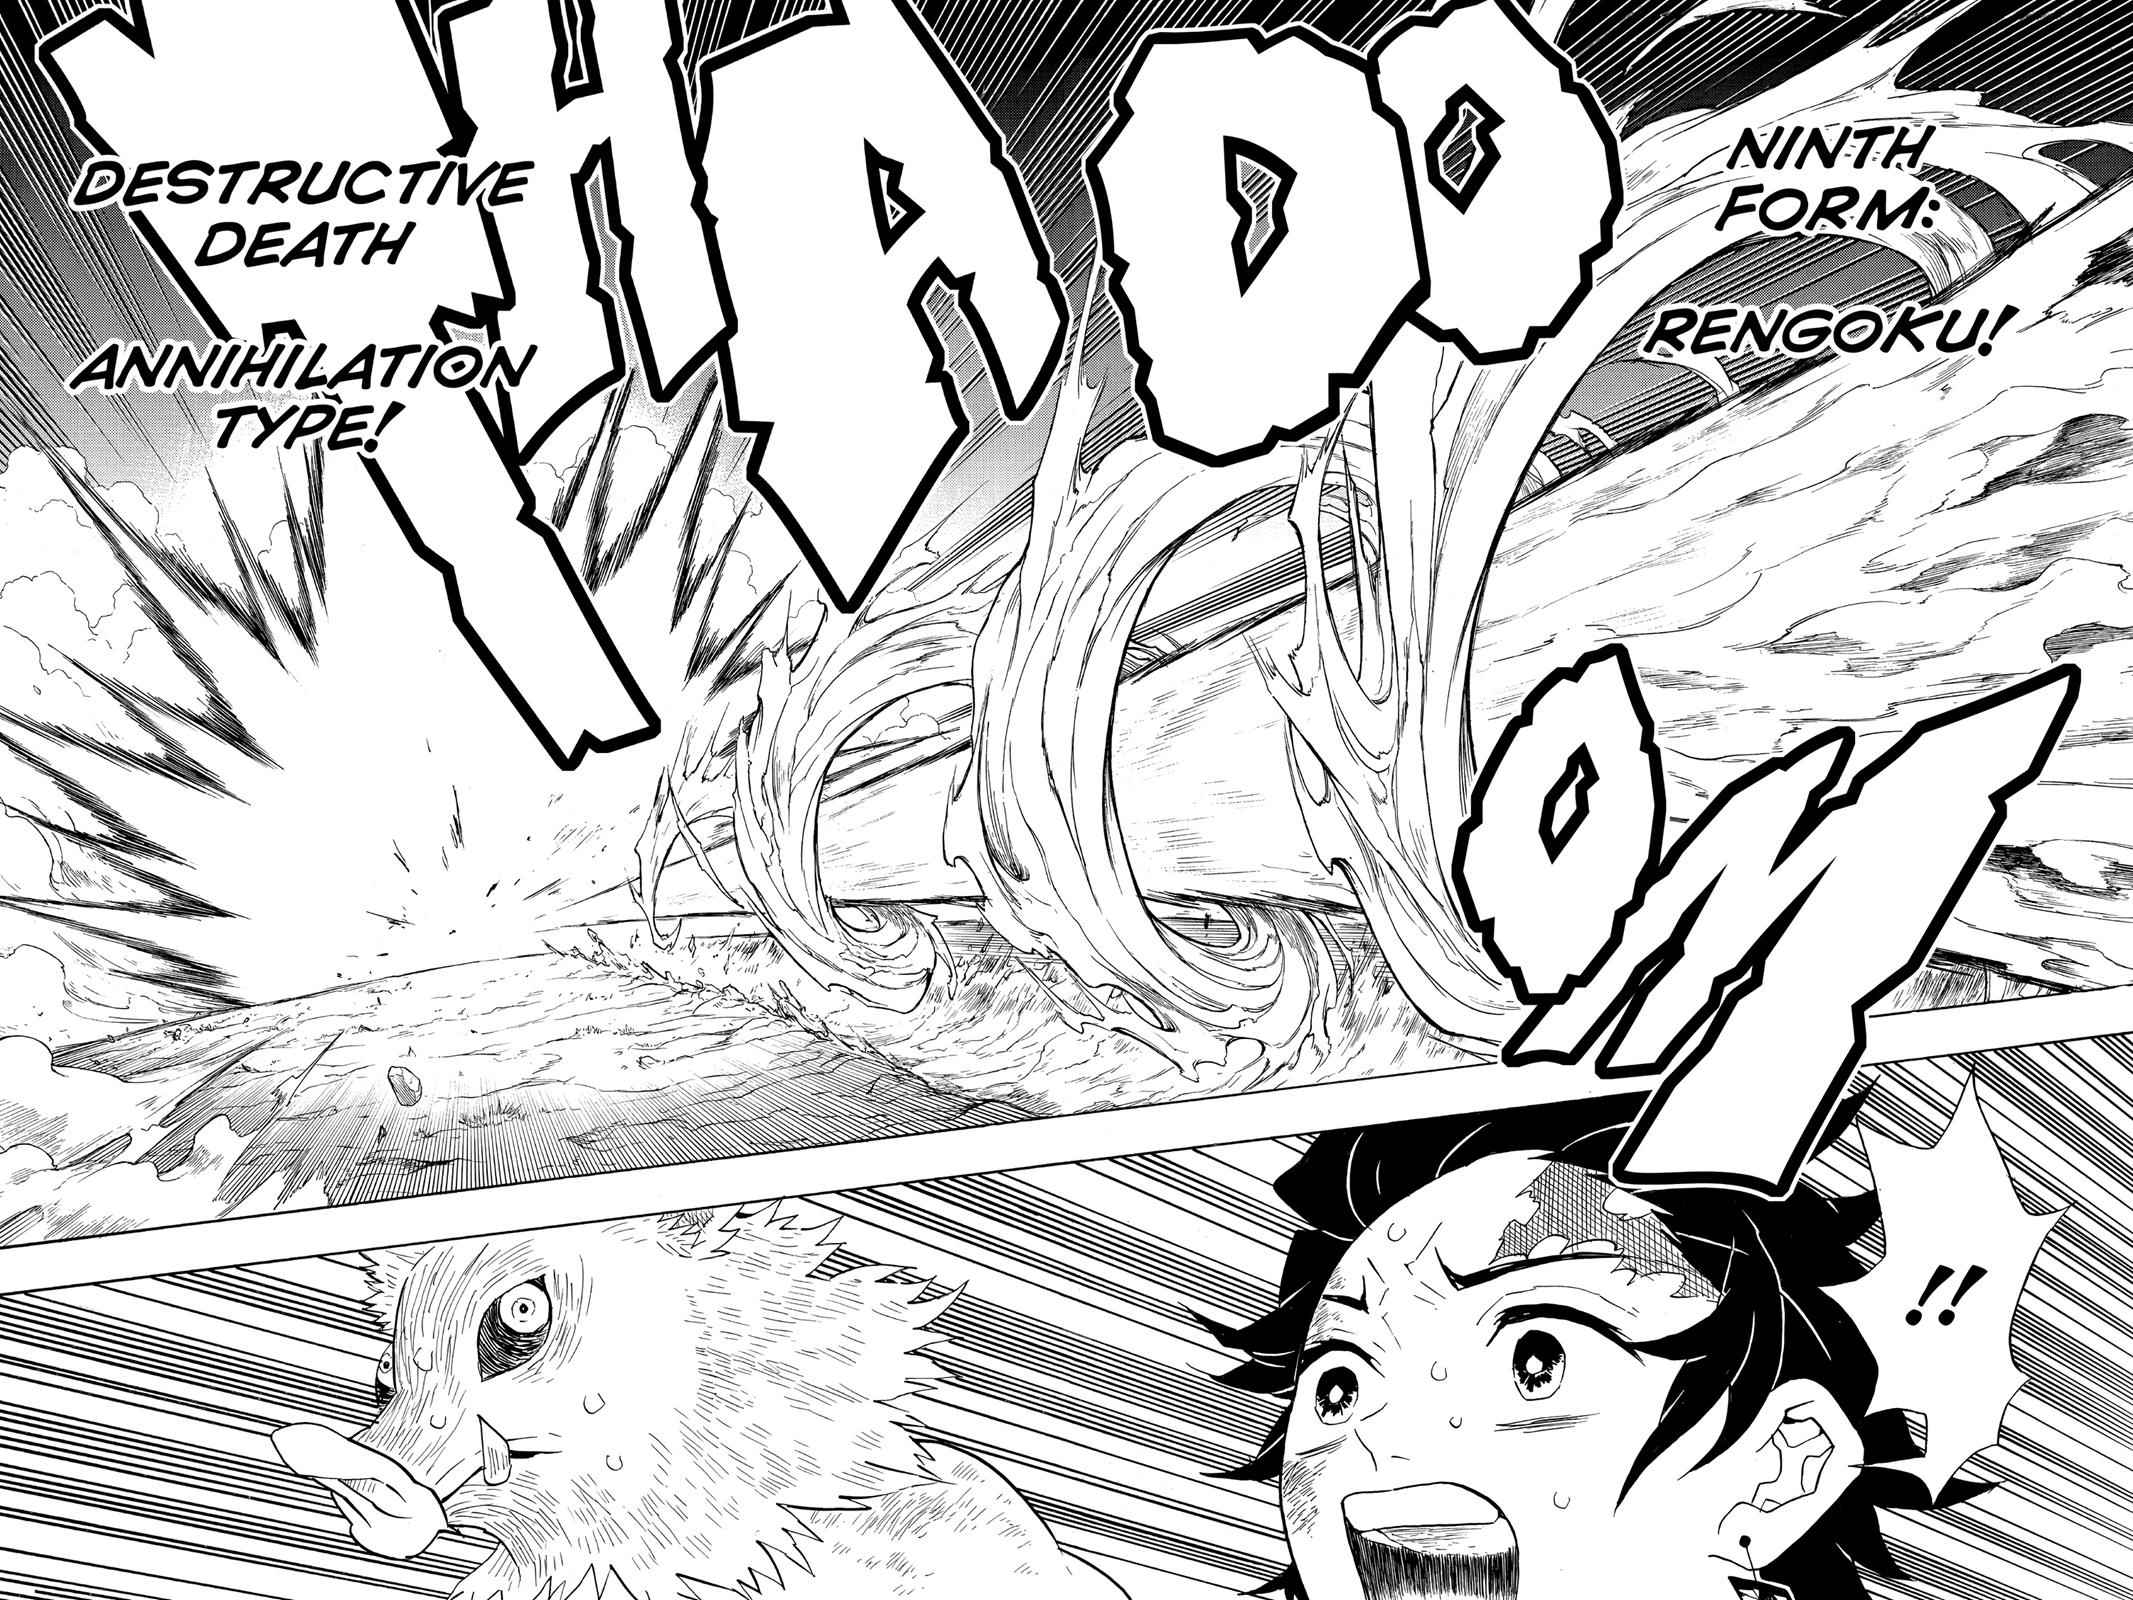 NINTH
FORM:
RENGOKU!
DESTRUCTIVE
DEATH
ANNIHILATION
TYPE!
!!